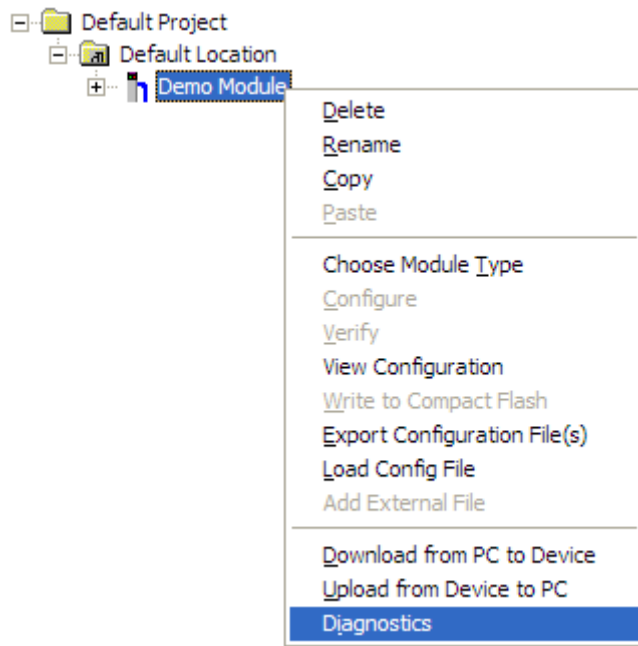 Default Project
Default Location
Demo Module
Delete
Rename
Copy
Paste
Choose Module Type
Configure
Verify
View Configuration
Write to Compact Flash
Export Configuration File(s)
Load Config File
Add External File
Download from PC to Device
Upload from Device to PC
Diagnostics